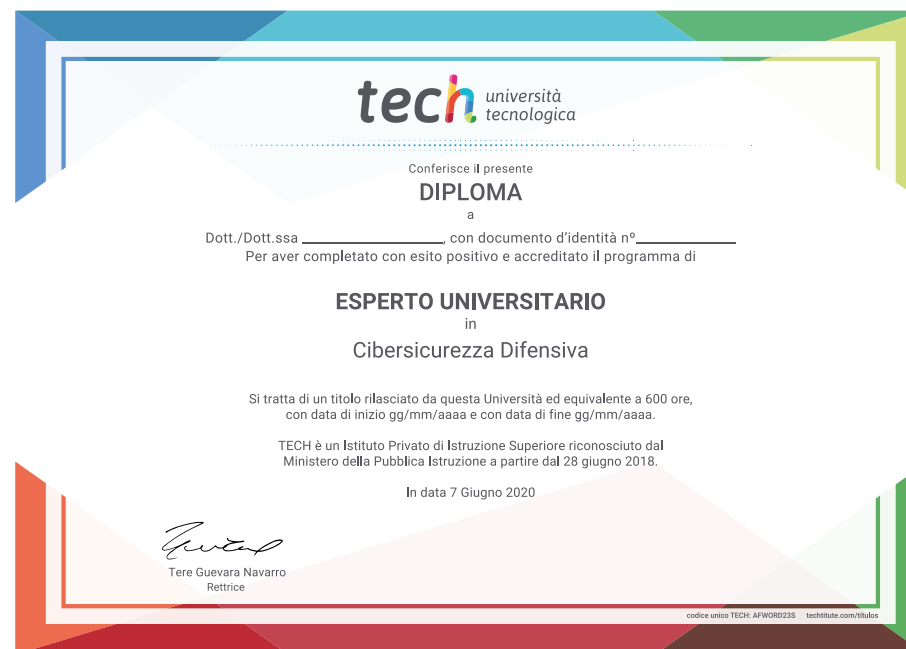 tech università
tecnologica
Conferisce il presente
DIPLOMA
a
Dott./Dott.ssa ____________________, con documento d'identità nº______________
Per aver completato con esito positivo e accreditato il programma di
ESPERTO UNIVERSITARIO
in
Cibersicurezza Difensiva
Si tratta di un titolo rilasciato da questa Università ed equivalente a 600 ore,
con data di inizio gg/mm/aaaa e con data di fine gg/mm/aaaa.
TECH è un Istituto Privato di Istruzione Superiore riconosciuto dal
Ministero della Pubblica Istruzione a partire dal 28 giugno 2018.
In data 7 Giugno 2020
Tere Guevara Navarro
Rettrice
codice unico TECH: AFWORD23S techtitute.com/titulos